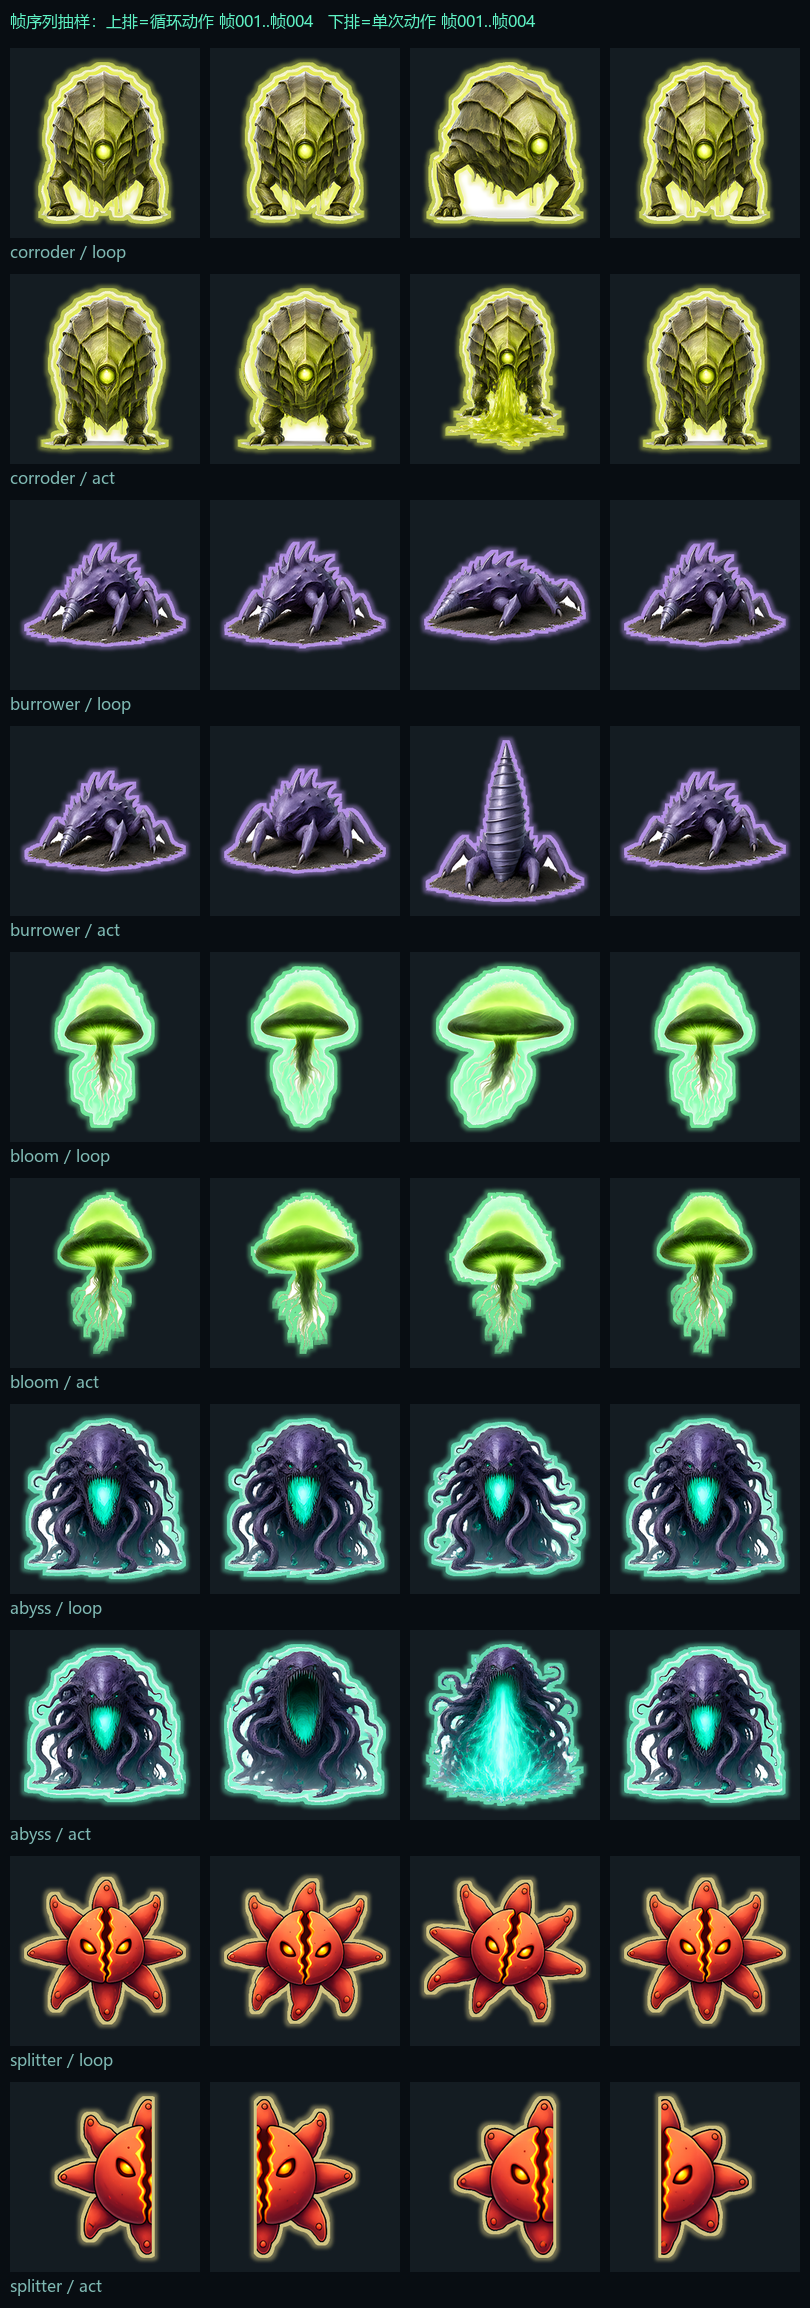 帧序列抽样：上排=循环动作 帧001..帧004 下排=单次动作 帧001..帧004
corroder / loop
corroder / act
burrower / loop
burrower / act
bloom / loop
bloom / act
abyss / loop
abyss / act
splitter / loop
splitter / act